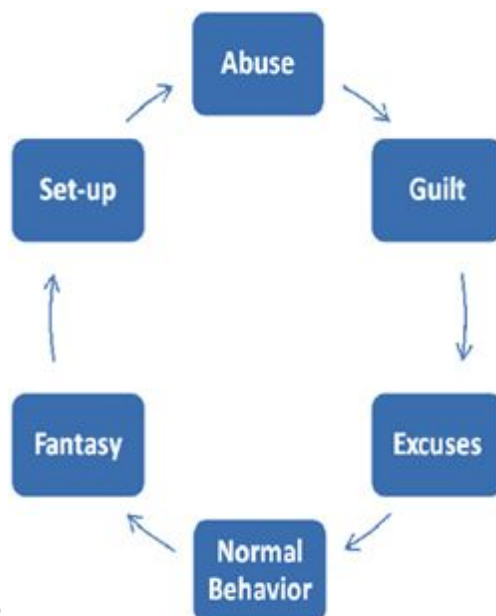 Abuse
Set-up
Guilt
Fantasy
Excuses
Normal
Behavior